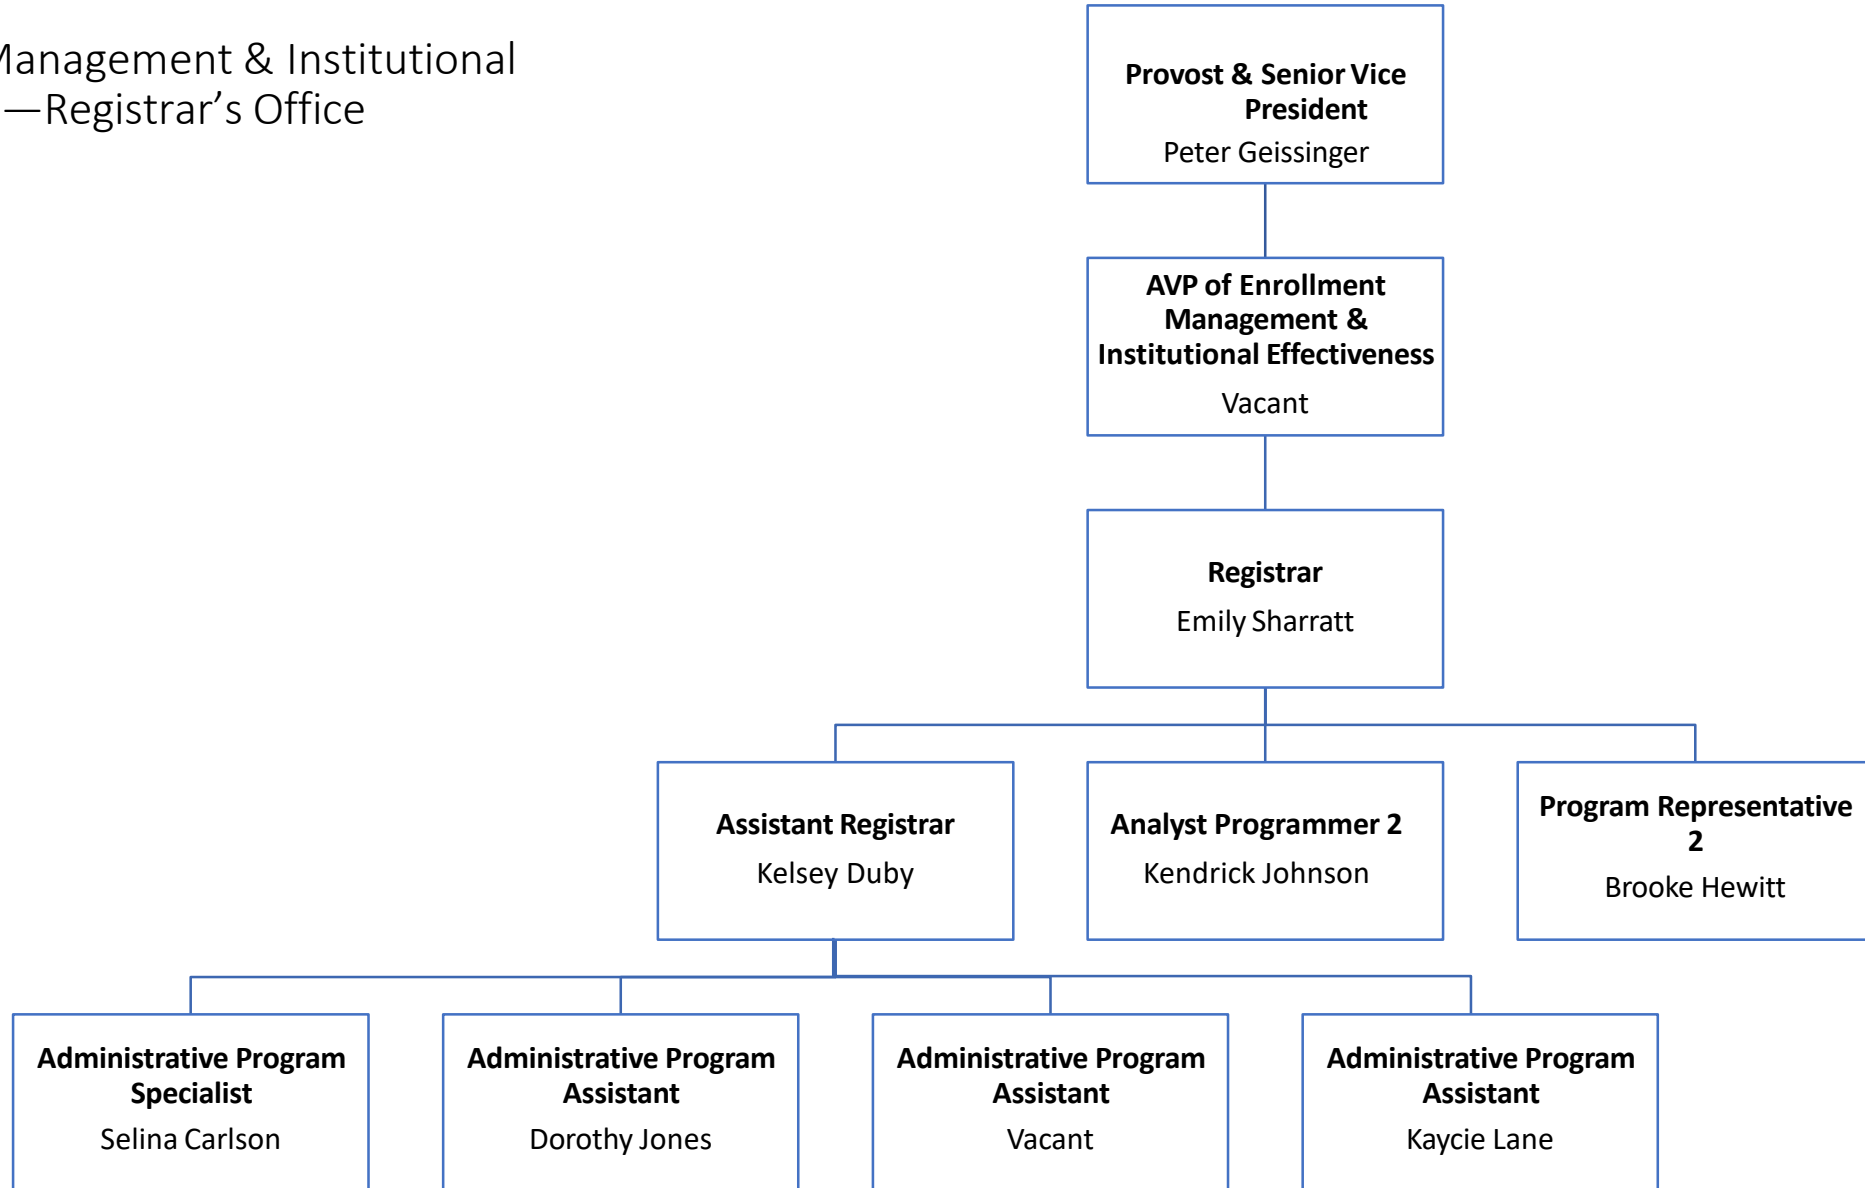 Management & Institutional
—Registrar’s Office
Provost & Senior Vice
President
Peter Geissinger
AVP of Enrollment
Management &
Institutional Effectiveness
Vacant
Registrar
Emily Sharratt
Assistant Registrar
Kelsey Duby
Analyst Programmer 2
Kendrick Johnson
Program Representative
2
Brooke Hewitt
Administrative Program
Specialist
Selina Carlson
Administrative Program
Assistant
Dorothy Jones
Administrative Program
Assistant
Vacant
Administrative Program
Assistant
Kaycie Lane